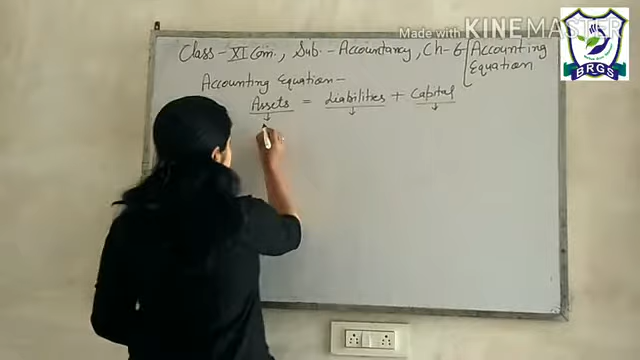 Made with KINEMASTER
Class - XI Com., Sub. - Accountancy, Ch - 6 [Accounting
Equation
Accounting Equation -
Assets = Liabilities + Capital
BRGS